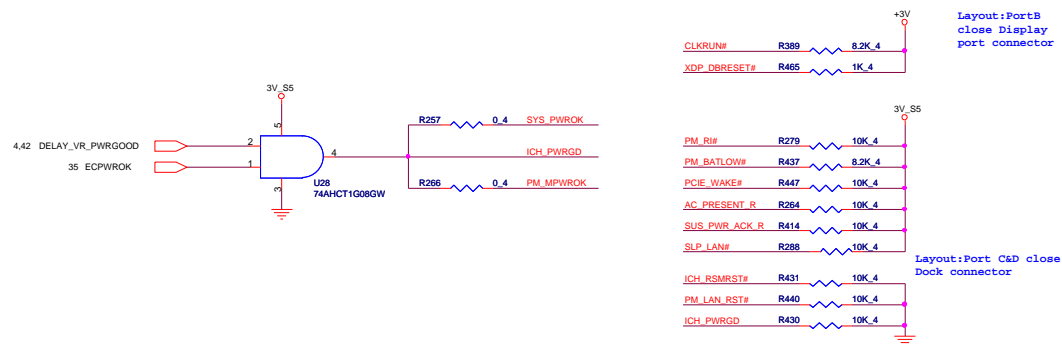 +3V
Layout:PortB
close Display
port connector
CLKRUN# R389 8.2K_4
XDP_DBRESET# R465 1K_4
3V_S5
5
4,42 DELAY_VR_PWRGOOD 2
35 ECPWROK 1
4
3
U28
74AHCT1G08GW
R257 0_4 SYS_PWROK
ICH_PWRGD
R266 0_4 PM_MPWROK
3V_S5
PM_RI# R279 10K_4
PM_BATLOW# R437 8.2K_4
PCIE_WAKE# R447 10K_4
AC_PRESENT_R R264 10K_4
SUS_PWR_ACK_R R414 10K_4
SLP_LAN# R288 10K_4
Layout:Port C&D close
Dock connector
ICH_RSMRST# R431 10K_4
PM_LAN_RST# R440 10K_4
ICH_PWRGD R430 10K_4